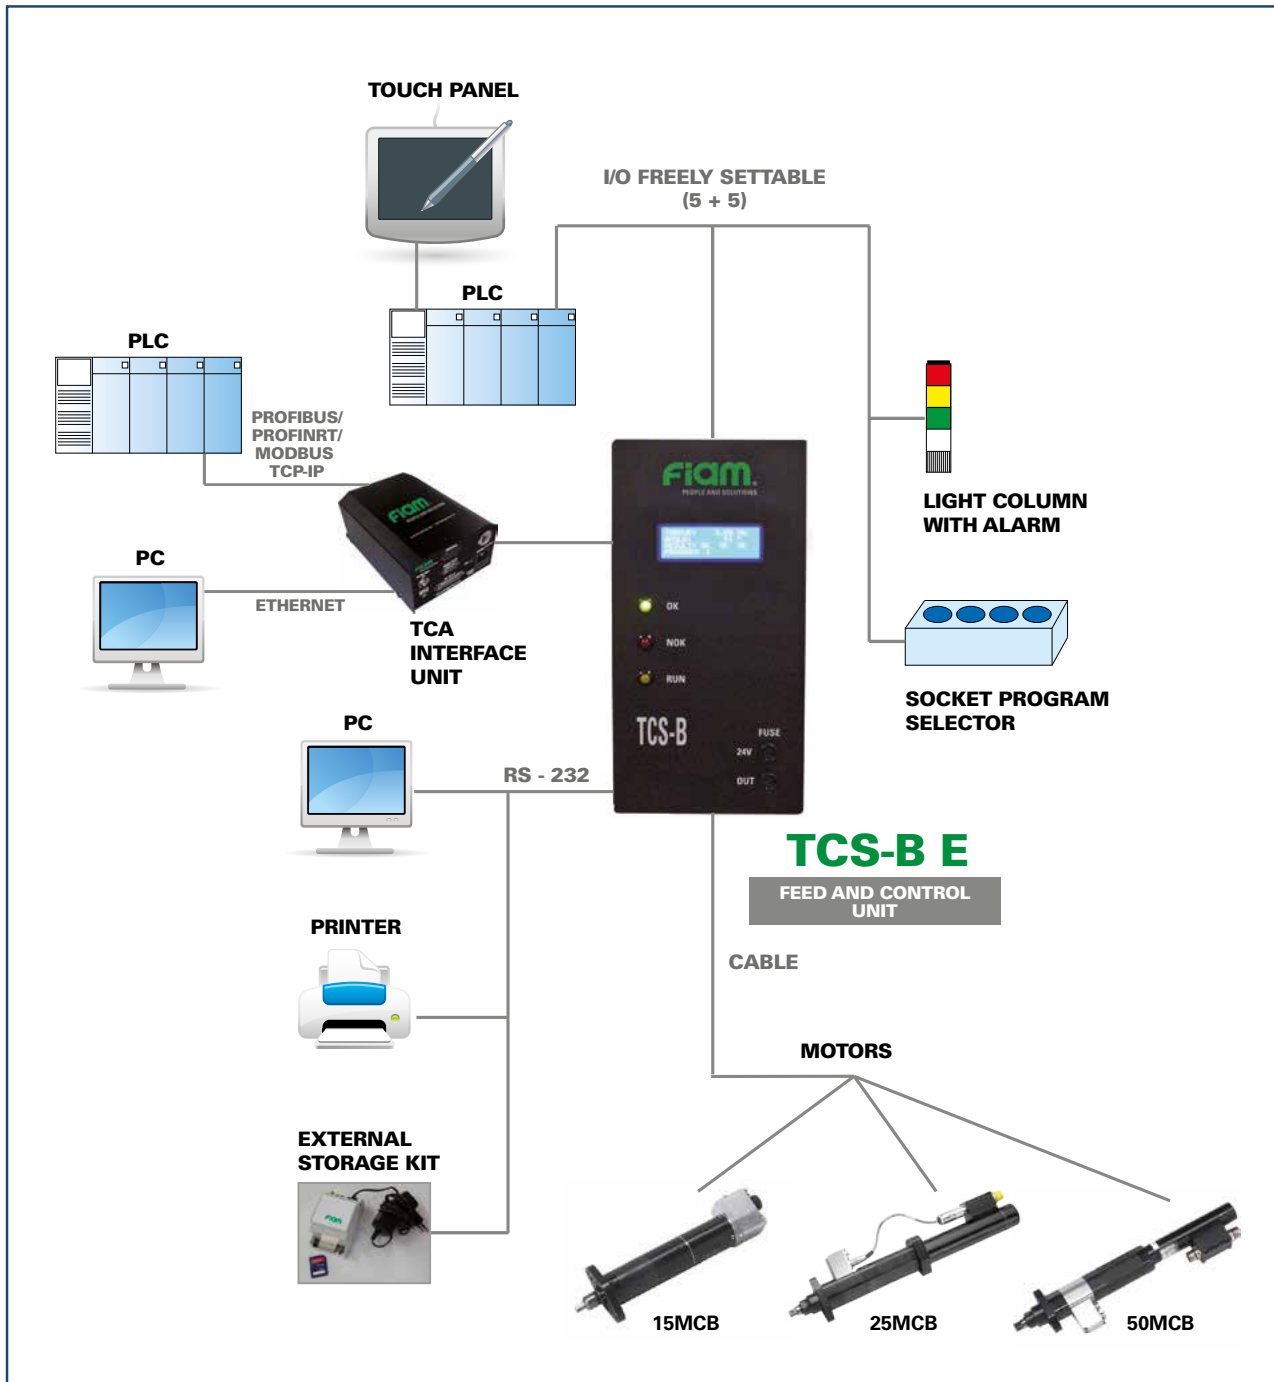 TOUCH PANEL
I/O FREELY SETTABLE
(5 + 5)
PLC
PLC
PROFIBUS/
PROFINRT/
MODBUS
TCP-IP
Fiam.
PEOPLE AND SOLUTIONS
OK
NOK
RUN
TCS-B
FUSE
24V
OUT
LIGHT COLUMN
WITH ALARM
PC
ETHERNET
Fiam.
TCA
INTERFACE
UNIT
SOCKET PROGRAM
SELECTOR
PC
RS - 232
TCS-B E
FEED AND CONTROL
UNIT
PRINTER
CABLE
MOTORS
EXTERNAL
STORAGE KIT
Fiam
15MCB
25MCB
50MCB